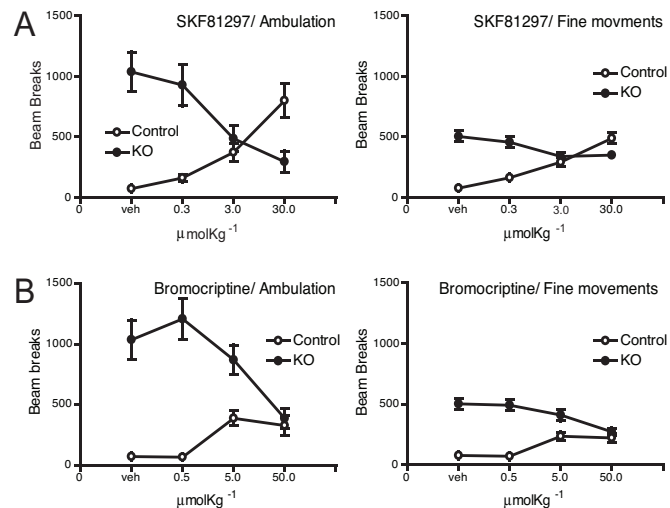 A
SKF81297/ Ambulation
1500
1000
500
0
Beam Breaks
Control
KO
0 veh 0.3 3.0 30.0
µmolKg -1
SKF81297/ Fine movments
1500
1000
500
0
Beam Breaks
Control
KO
0 veh 0.3 3.0 30.0
µmolKg -1
B
Bromocriptine/ Ambulation
1500
1000
500
0
Beam breaks
Control
KO
0 veh 0.5 5.0 50.0
µmolKg -1
Bromocriptine/ Fine movements
1500
1000
500
0
Beam breaks
Control
KO
0 veh 0.5 5.0 50.0
µmolKg -1